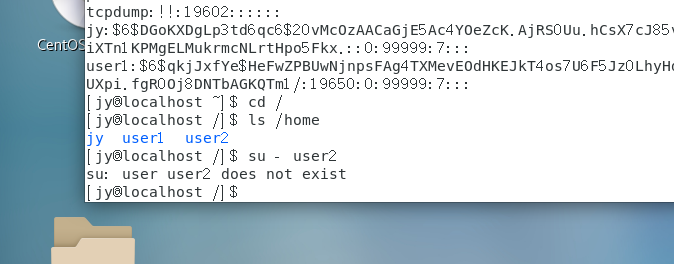 tcpdump:!!:19602::::::
jy:$6$DGoKXDgLp3td6qc6$20vMcOzAACaGjE5Ac4YOeZcK.AjRS0Uu.hCsX7cJ85v
iXTn1KPMgELMukrmcNLrtHpo5Fkx.::0:99999:7:::
user1:$6$qkjJxfYe$HeFwZPBUwNjnpsFAg4TXMevEOdHKEJkT4os7U6F5Jz0LhyHo
UXpi.fgR0Oj8DNTbAGKQTm1/:19650:0:99999:7:::
[jy@localhost ~]$ cd /
[jy@localhost /]$ ls /home
jy user1 user2
[jy@localhost /]$ su - user2
su: user user2 does not exist
[jy@localhost /]$
CentOS